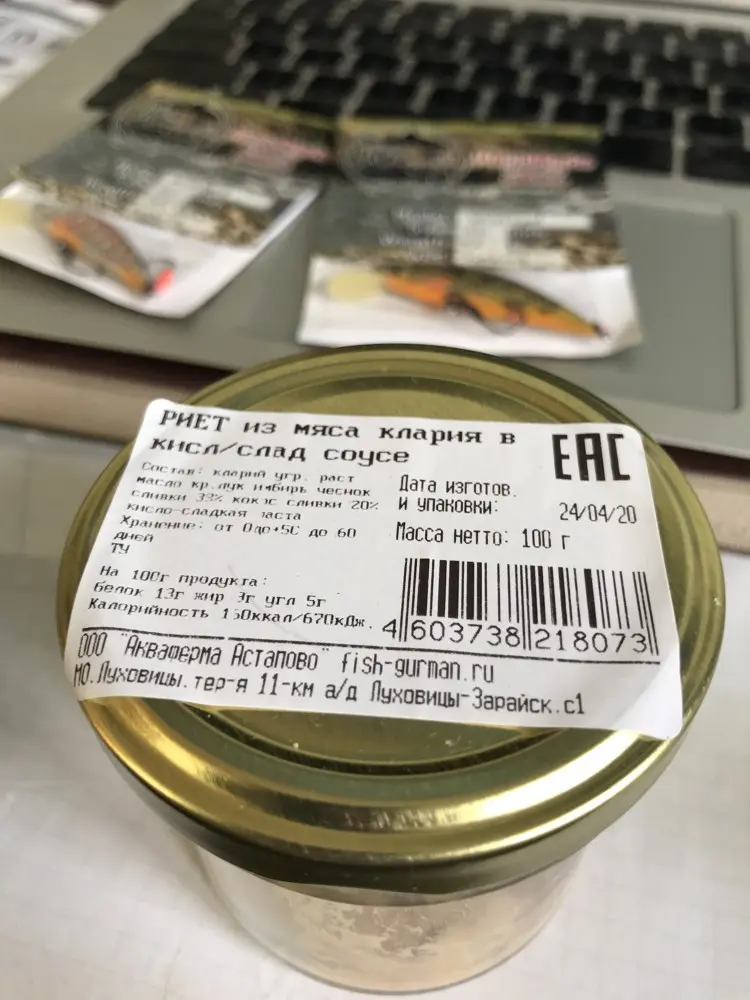 РИЕТ из мяса клария в
кисл/слад соусе
ЕАС
Состав: кларий угр. раст
масло кр.лук имбирь чеснок
сливки 33% кокос сливки 20%
кисло-сладкая паста
Хранение: от 0до+5С до 60
дней
ТУ
Дата изготов.
и упаковки: 24/04/20
Масса нетто: 100 г
На 100г продукта:
белок 13г жир 9г угл 5г
Калорийность ккал/670кДж.
4 603738 218073
ООО "Акваферма Астапово" fish-gurman.ru
МО.Луховицы.тер-я 11-км а/д Луховицы-Зарайск.с1